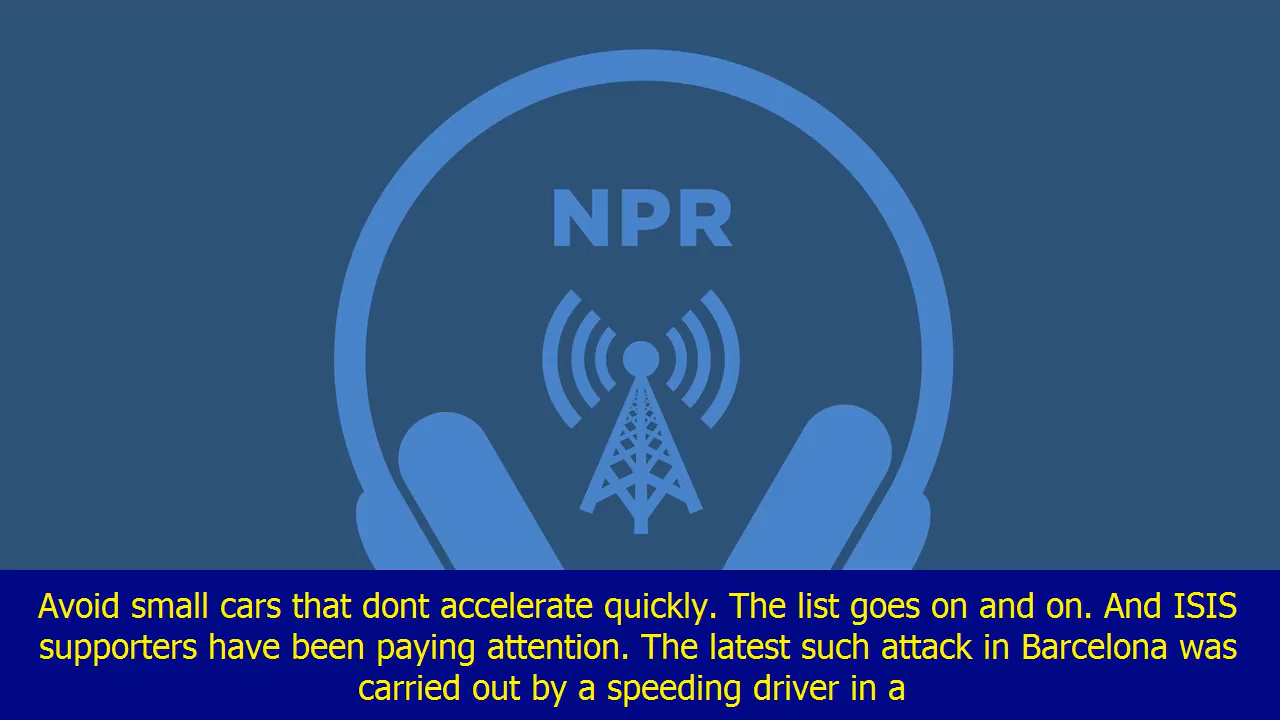 NPR
Avoid small cars that dont accelerate quickly. The list goes on and on. And ISIS
supporters have been paying attention. The latest such attack in Barcelona was
carried out by a speeding driver in a